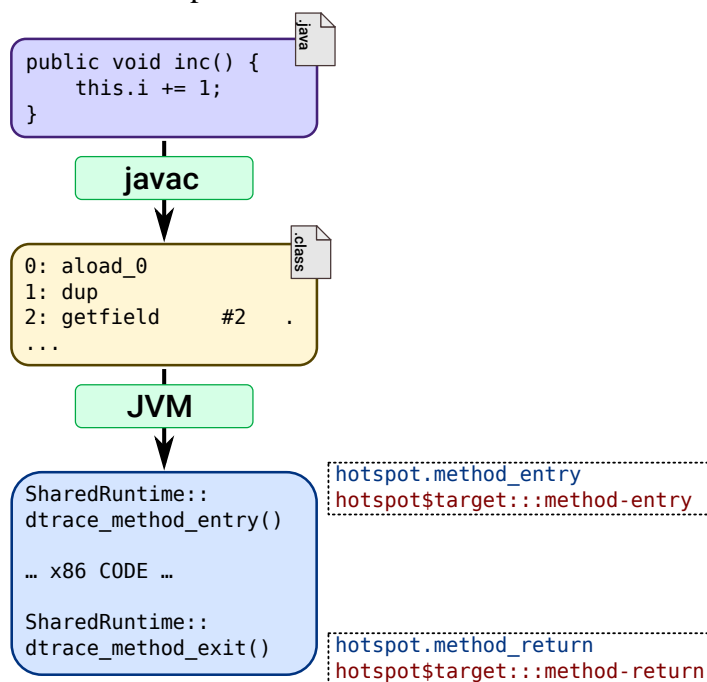 .java
public void inc() {
    this.i += 1;
}
javac
.class
0: aload_0
1: dup
2: getfield     #2   .
...
JVM
SharedRuntime::
dtrace_method_entry()
… x86 CODE …
SharedRuntime::
dtrace_method_exit()
hotspot.method_entry
hotspot$target:::method-entry
hotspot.method_return
hotspot$target:::method-return